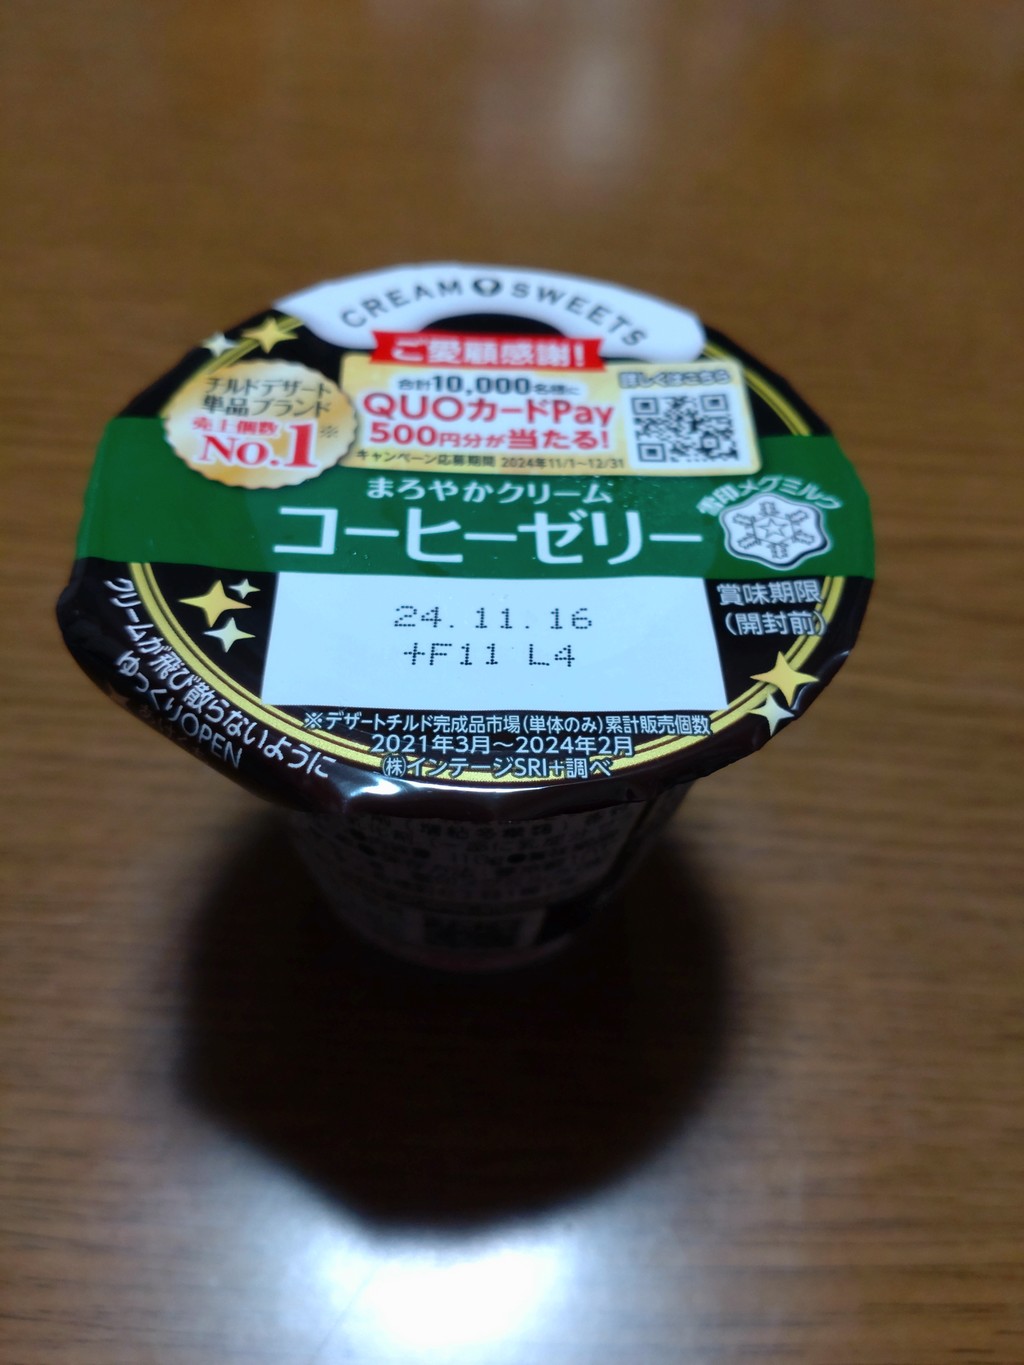 CREAM SWEETS
ご愛顧感謝!
チルドデザート
単品ブランド
売上個数
No.1※
合計10,000名様に
QUOカードPay
500円分が当たる!
キャンペーン応募期間 2024年11/1~12/31
詳しくはこちら
まろやかクリーム
コーヒーゼリー
雪印メグミルク
24.11.16
+F11 L4
賞味期限
(開封前)
クリームが飛び散らないように
ゆっくりOPEN
※デザートチルド完成品市場(単体のみ)累計販売個数
2021年3月〜2024年2月
㈱インテージSRI+調べ